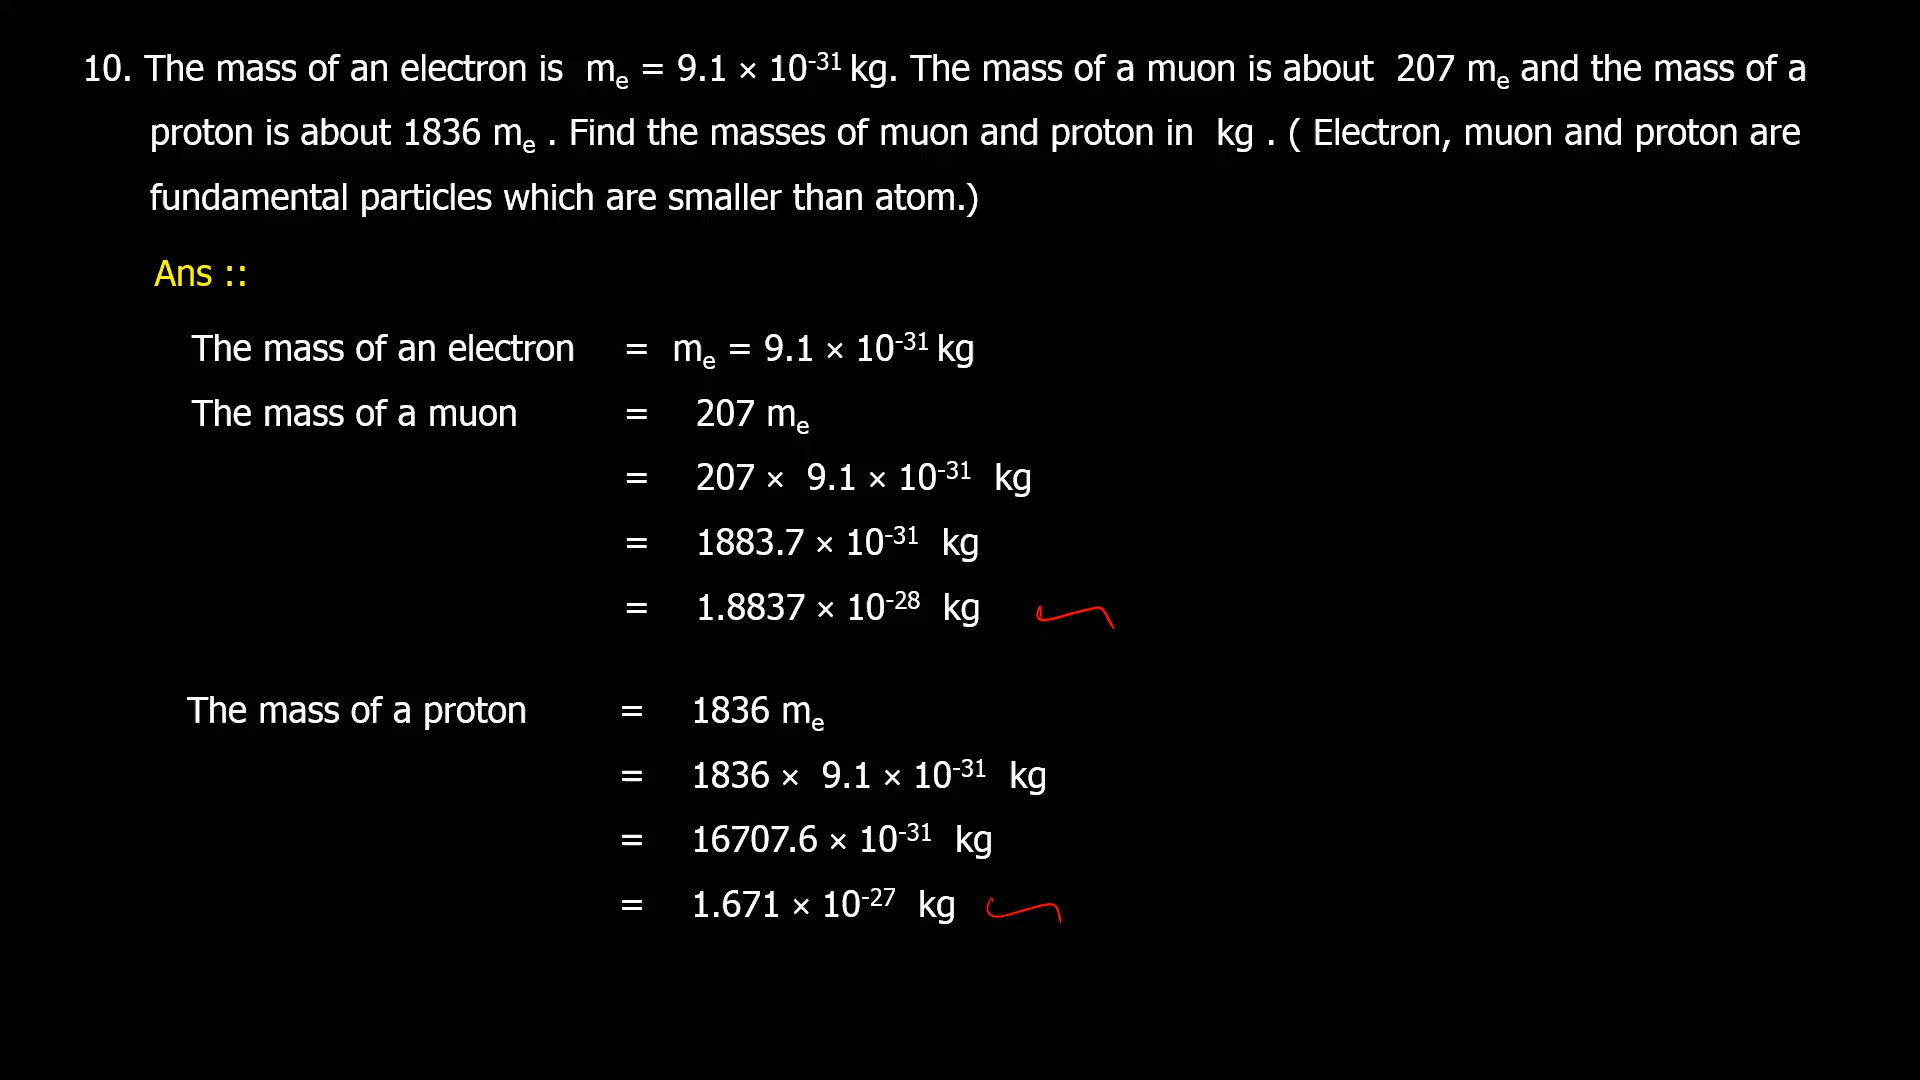 10. The mass of an electron is mₑ = 9.1 × 10⁻³¹ kg. The mass of a muon is about 207 mₑ and the mass of a
proton is about 1836 mₑ . Find the masses of muon and proton in kg . ( Electron, muon and proton are
fundamental particles which are smaller than atom.)
Ans ::
The mass of an electron = mₑ = 9.1 × 10⁻³¹ kg
The mass of a muon = 207 mₑ
= 207 × 9.1 × 10⁻³¹ kg
= 1883.7 × 10⁻³¹ kg
= 1.8837 × 10⁻²⁸ kg
The mass of a proton = 1836 mₑ
= 1836 × 9.1 × 10⁻³¹ kg
= 16707.6 × 10⁻³¹ kg
= 1.671 × 10⁻²⁷ kg